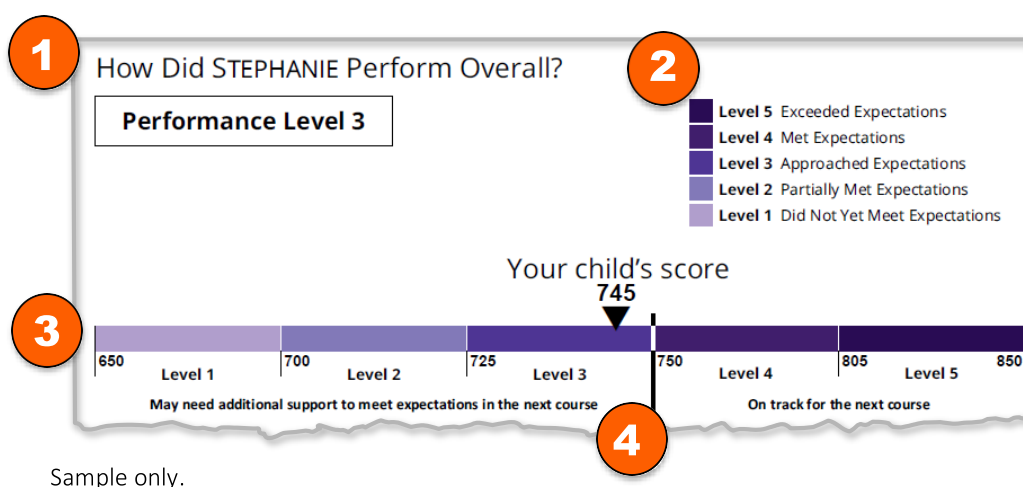 1
How Did STEPHANIE Perform Overall?
2
Performance Level 3
Level 5 Exceeded Expectations
Level 4 Met Expectations
Level 3 Approached Expectations
Level 2 Partially Met Expectations
Level 1 Did Not Yet Meet Expectations
Your child's score
745
3
650 700 725 750 805 850
Level 1 Level 2 Level 3 Level 4 Level 5
May need additional support to meet expectations in the next course On track for the next course
4
Sample only.